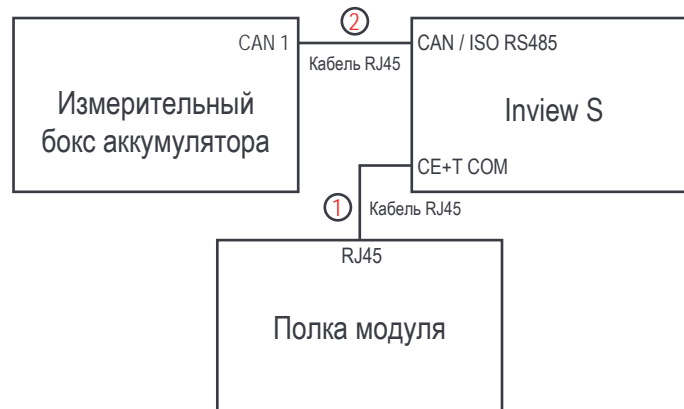 2
CAN 1
CAN / ISO RS485
Кабель RJ45
Измерительный
бокс аккумулятора
Inview S
CE+T COM
1
Кабель RJ45
RJ45
Полка модуля